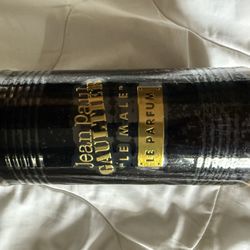 Jean Paul
GAULTIER
"LE MALE"
LE PARFUM